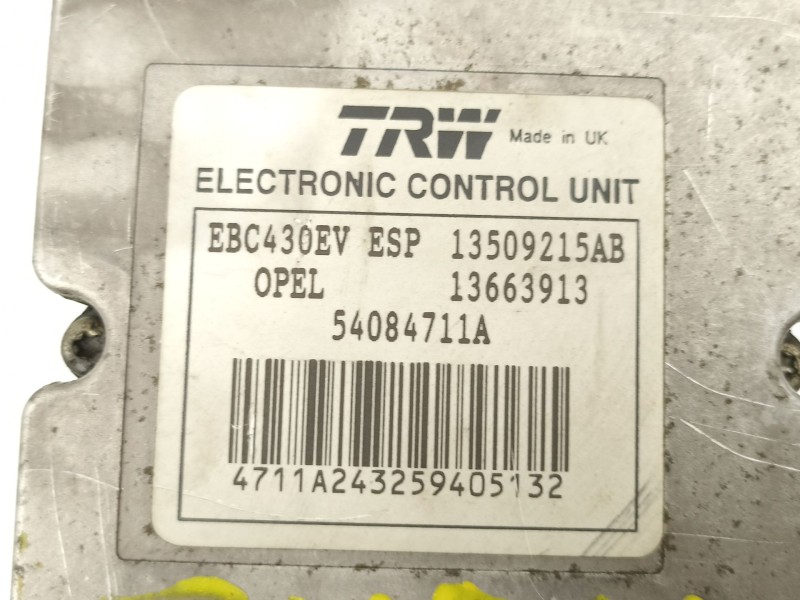 TRW Made in UK
ELECTRONIC CONTROL UNIT
EBC430EV ESP 13509215AB
OPEL 13663913
54084711A
4711A243259405132